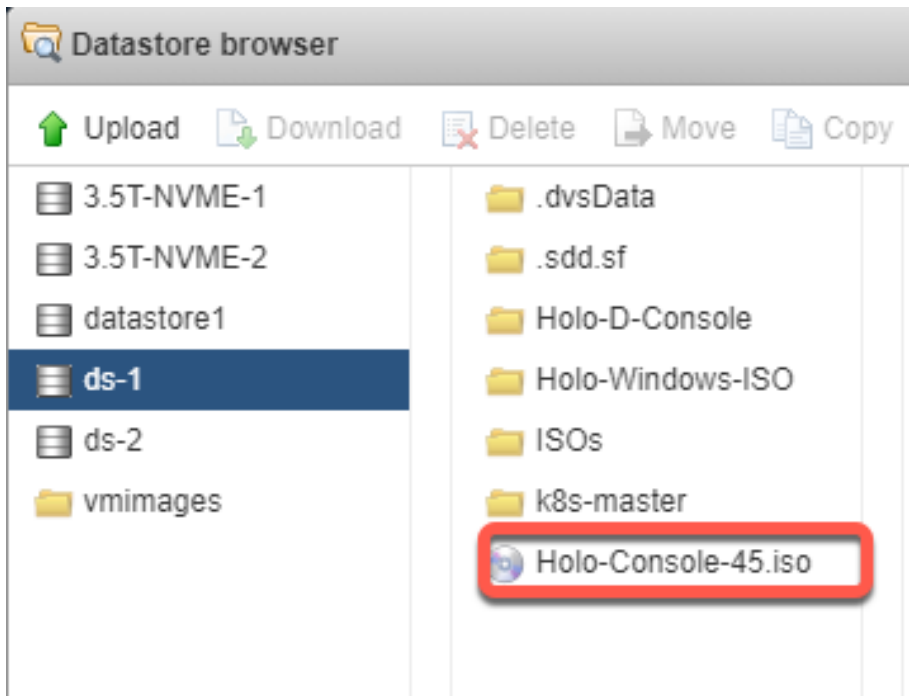 Datastore browser
Upload Download Delete Move Copy
3.5T-NVME-1
3.5T-NVME-2
datastore1
ds-1
ds-2
vmimages
.dvsData
.sdd.sf
Holo-D-Console
Holo-Windows-ISO
ISOs
k8s-master
Holo-Console-45.iso